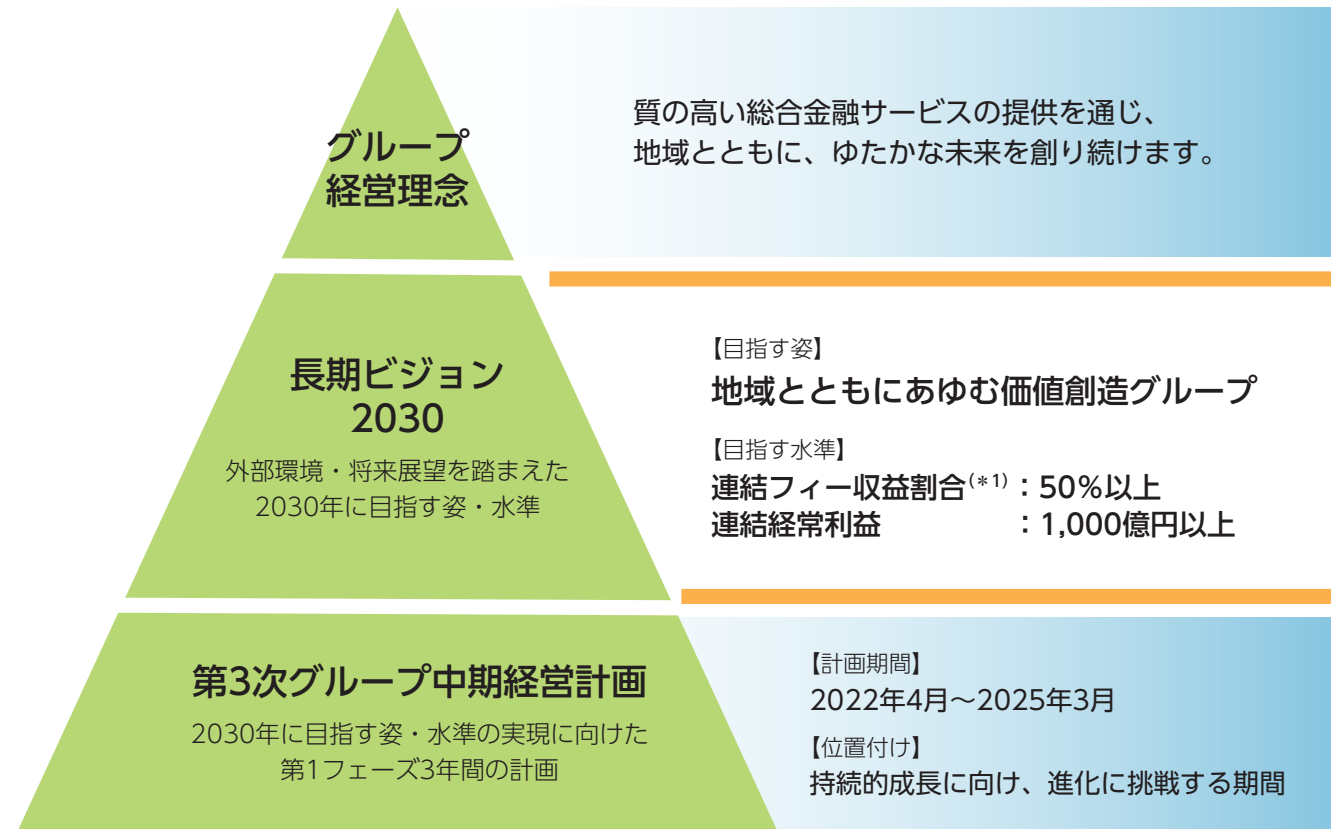 グループ
経営理念
質の高い総合金融サービスの提供を通じ、
地域とともに、ゆたかな未来を創り続けます。
長期ビジョン
2030
外部環境・将来展望を踏まえた
2030年に目指す姿・水準
【目指す姿】
地域とともにあゆむ価値創造グループ
【目指す水準】
連結フィー収益割合(*1)：50%以上
連結経常利益：1,000億円以上
第3次グループ中期経営計画
2030年に目指す姿・水準の実現に向けた
第1フェーズ3年間の計画
【計画期間】
2022年4月～2025年3月
【位置付け】
持続的成長に向け、進化に挑戦する期間